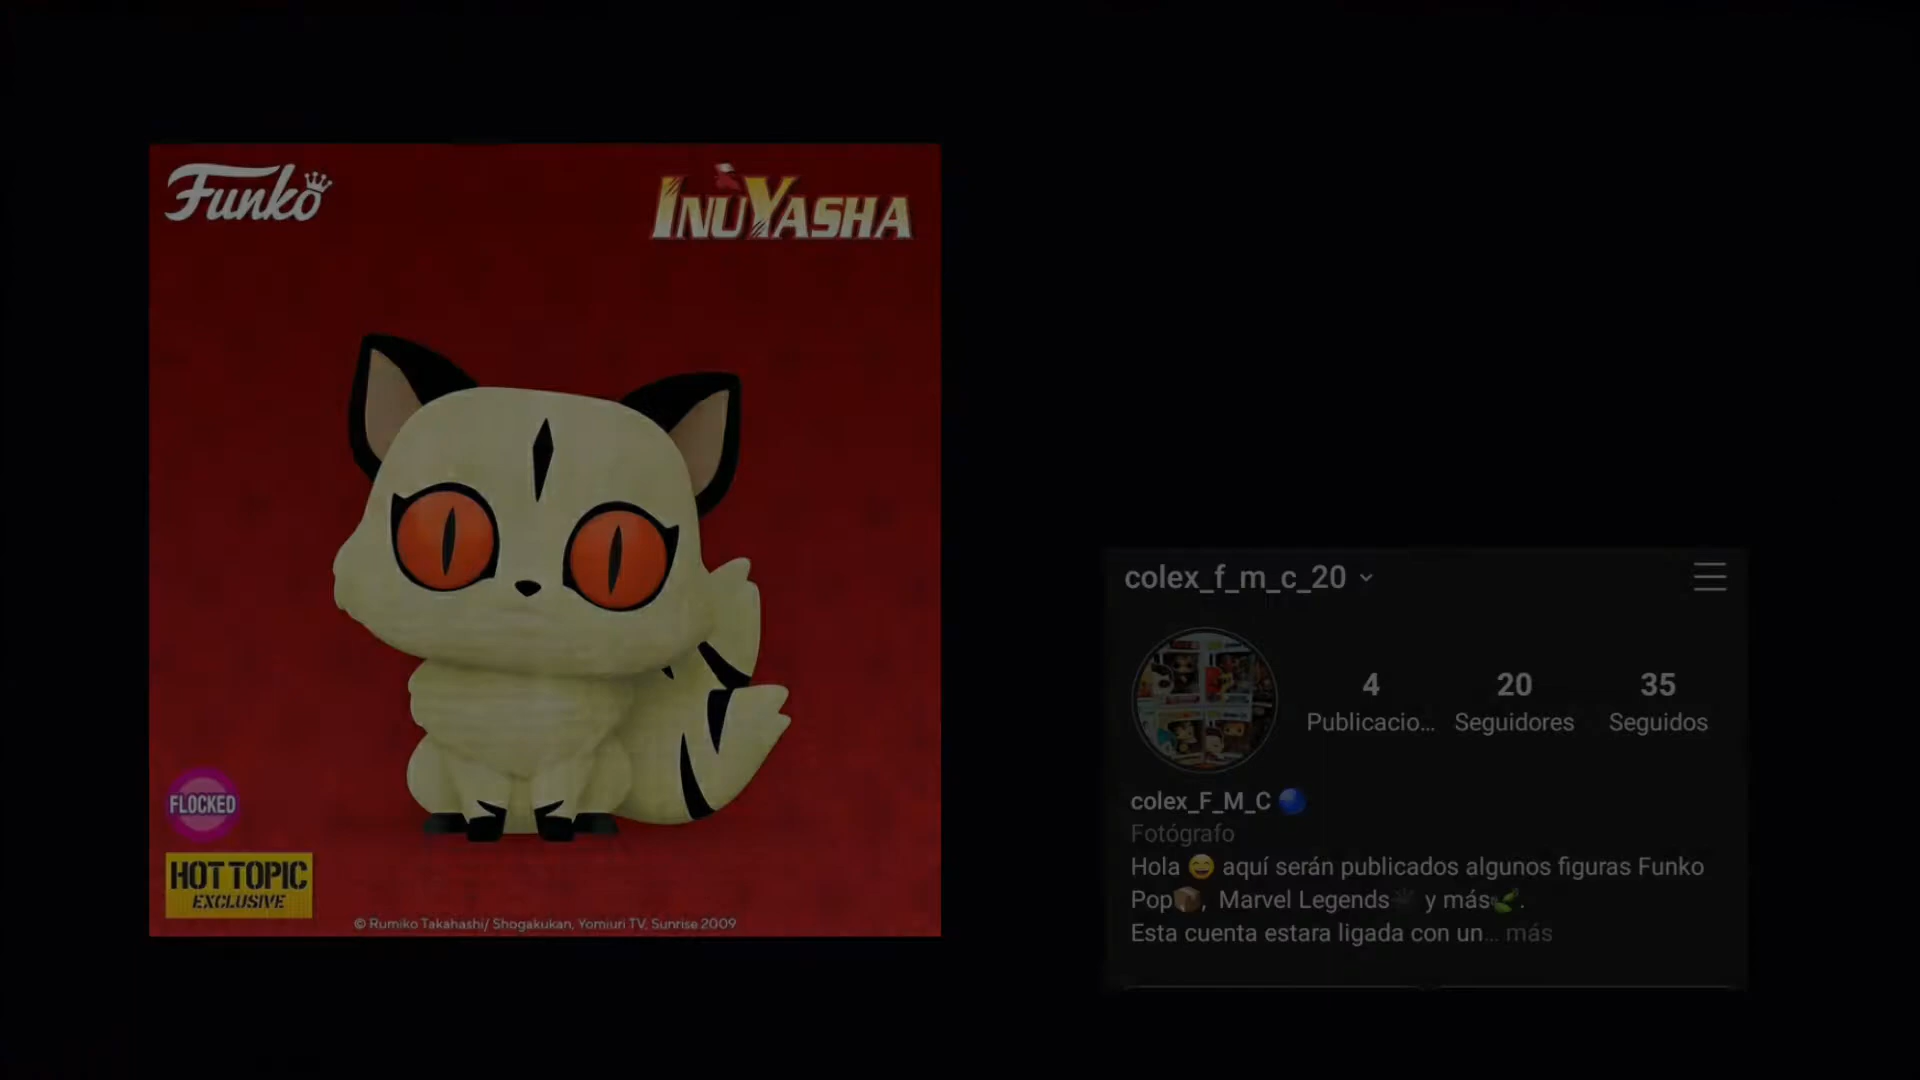 Funko
INUYASHA
FLOCKED
HOT TOPIC
EXCLUSIVE
© Rumiko Takahashi/ Shogakukan, Yomiuri TV, Sunrise 2009
colex_f_m_c_20
4 20 35
Publicacio... Seguidores Seguidos
colex_F_M_C
Fotógrafo
Hola 😄 aquí serán publicados algunos figuras Funko
Pop📦, Marvel Legends🕷 y más🌿.
Esta cuenta estara ligada con un... más